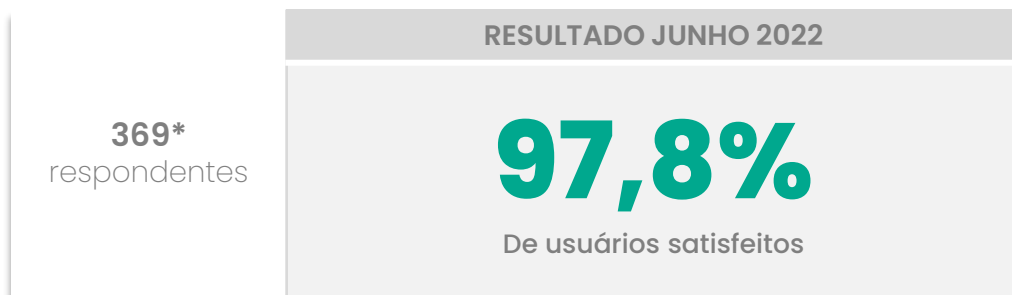 RESULTADO JUNHO 2022
369*
respondentes
97,8%
De usuários satisfeitos